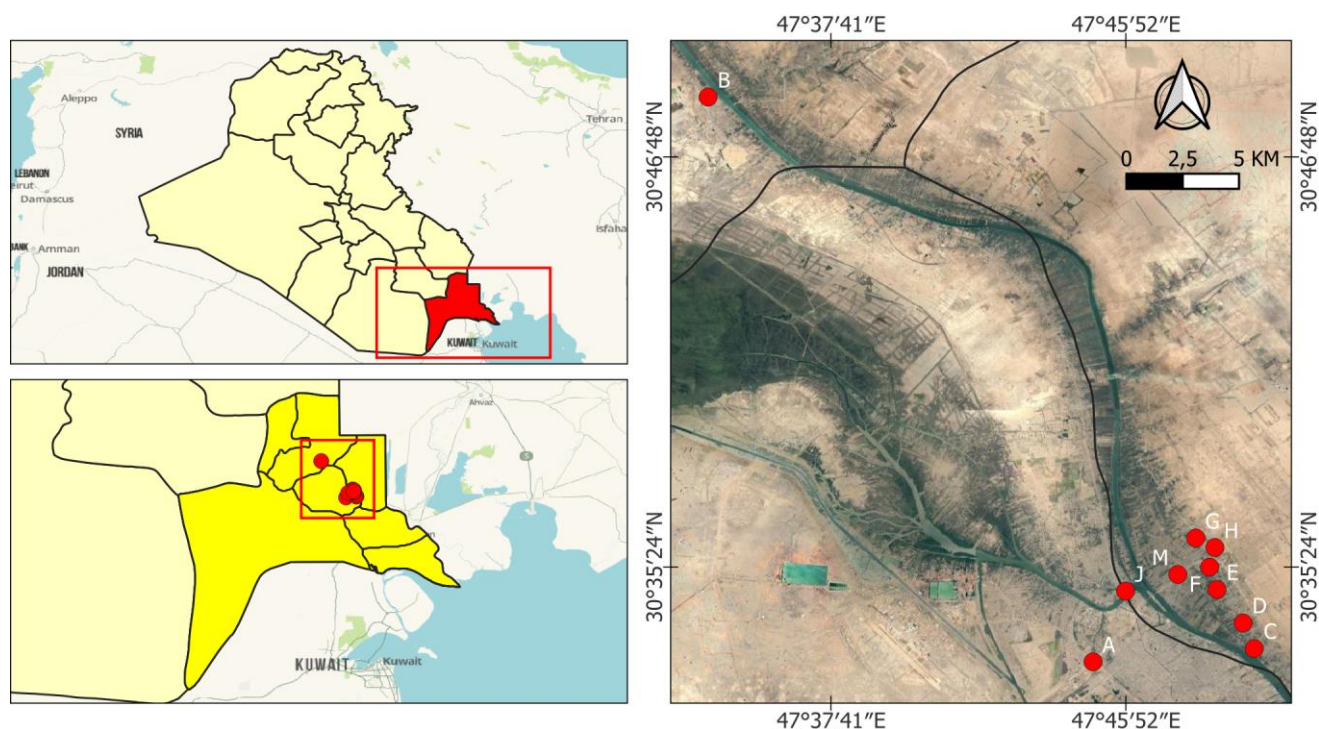 Aleppo
SYRIA
LEBANON
eirut
Damascus
BANK
Amman
JORDAN
Tehran
Isfaha
KUWAIT
Kuwait
Ahvaz
5
KUWAIT
Kuwait
47°37'41"E
47°45'52"E
30°46'48"N
30°46'48"N
B
0 2,5 5 KM
30°35'24"N
30°35'24"N
G
H
M
E
F
J
D
C
A
47°37'41"E
47°45'52"E